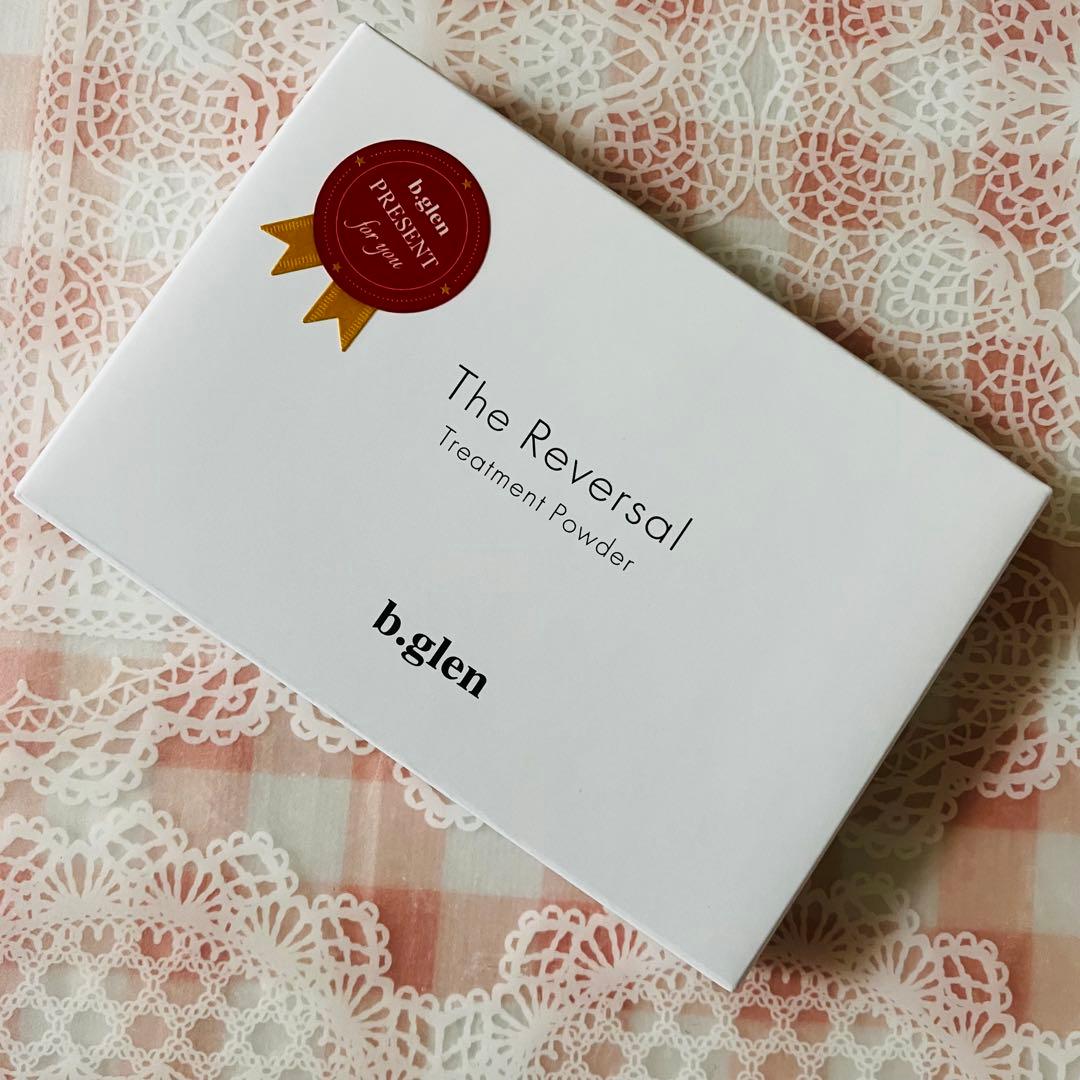 b.glen
PRESENT
for you
The Reversal
Treatment Powder
b.glen